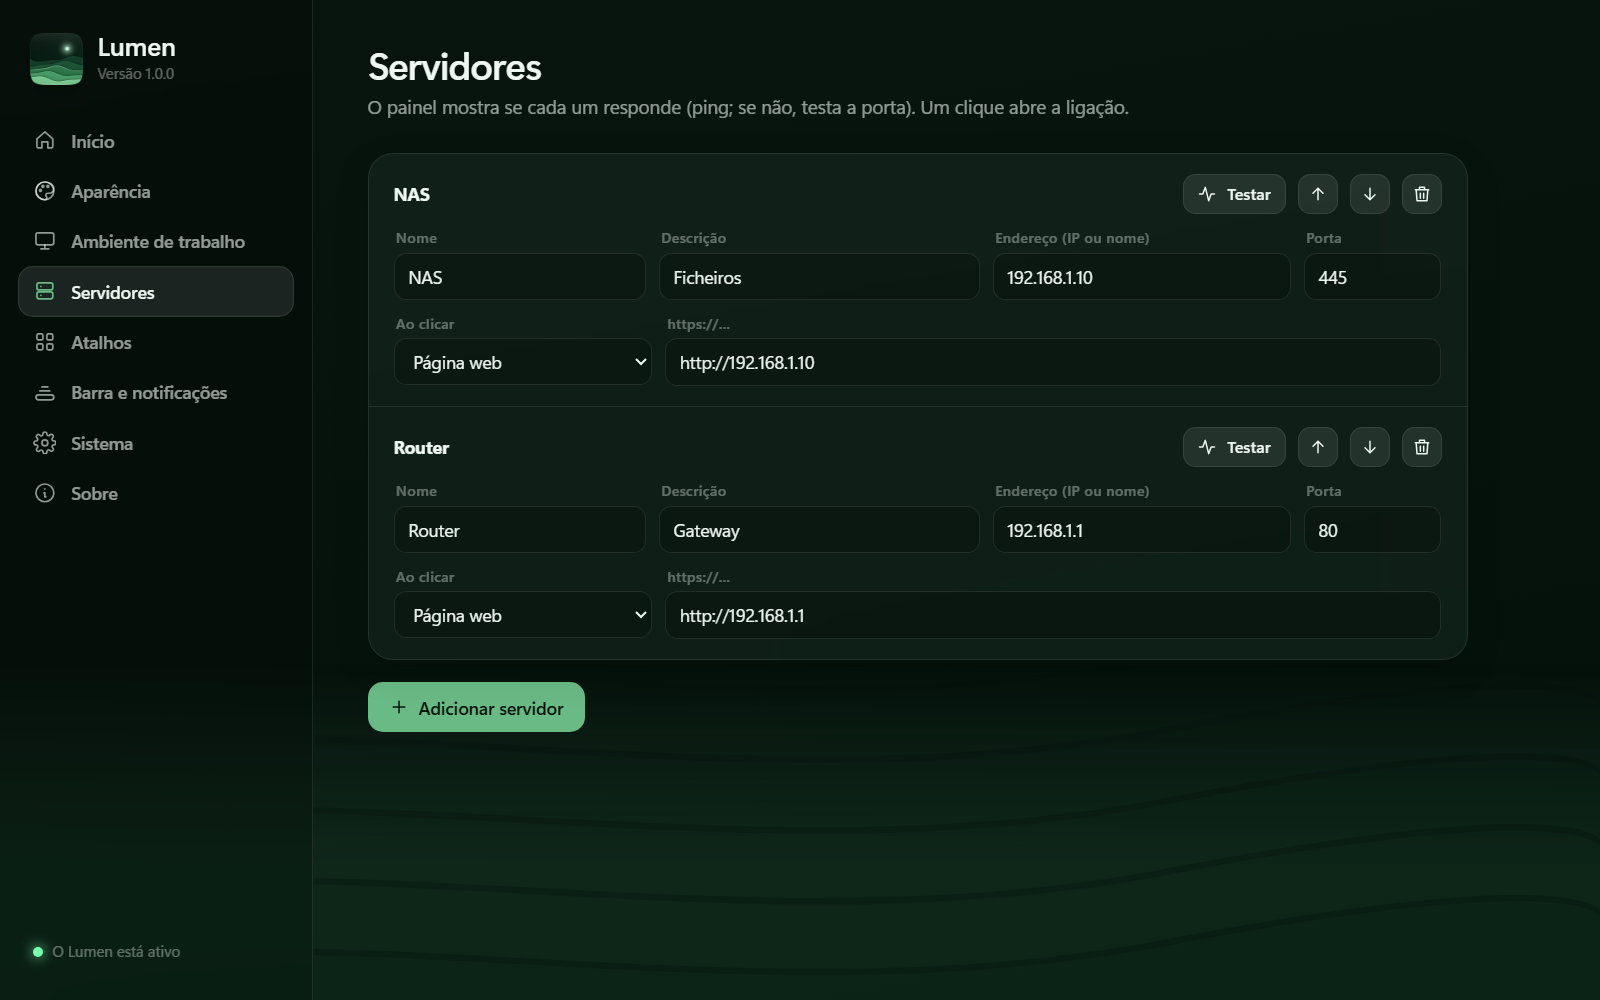 Lumen
Versão 1.0.0
Início
Aparência
Ambiente de trabalho
Servidores
Atalhos
Barra e notificações
Sistema
Sobre
O Lumen está ativo
Servidores
O painel mostra se cada um responde (ping; se não, testa a porta). Um clique abre a ligação.
NAS
Testar
Nome
Descrição
Endereço (IP ou nome)
Porta
NAS
Ficheiros
192.168.1.10
445
Ao clicar
https://...
Página web
http://192.168.1.10
Router
Testar
Nome
Descrição
Endereço (IP ou nome)
Porta
Router
Gateway
192.168.1.1
80
Ao clicar
https://...
Página web
http://192.168.1.1
Adicionar servidor